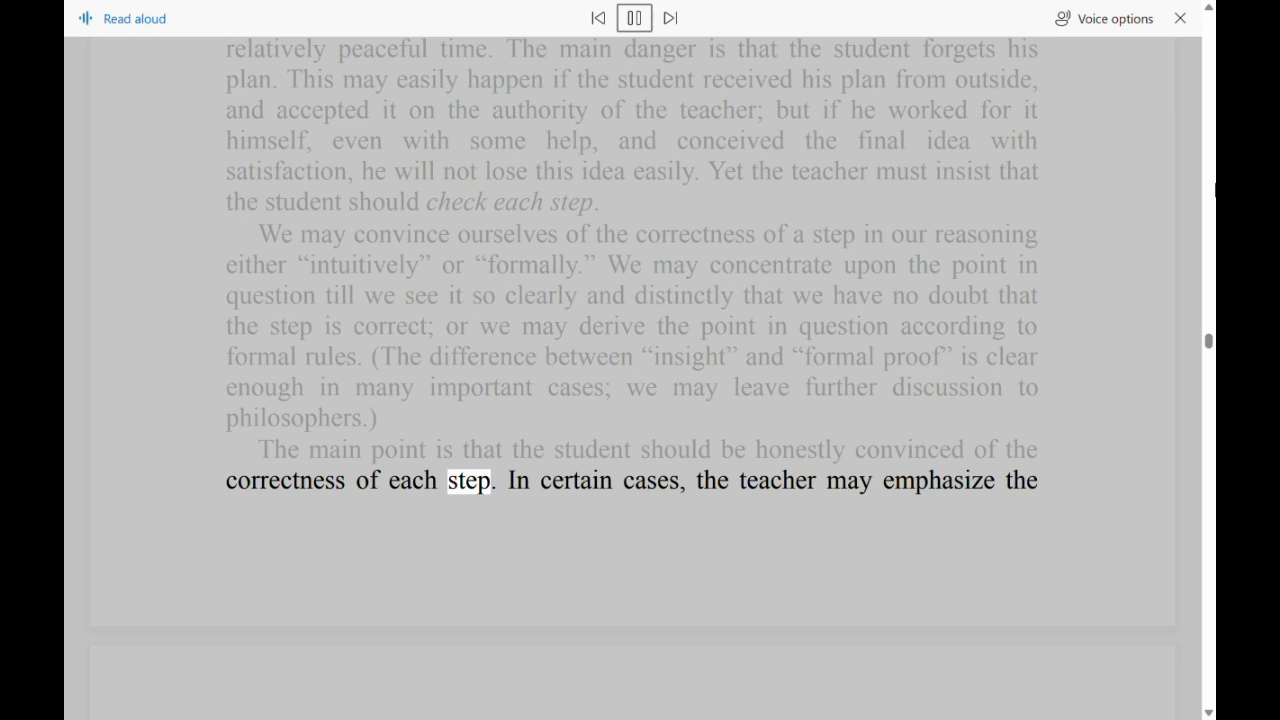 Read aloud
Voice options
relatively peaceful time. The main danger is that the student forgets his
plan. This may easily happen if the student received his plan from outside,
and accepted it on the authority of the teacher; but if he worked for it
himself, even with some help, and conceived the final idea with
satisfaction, he will not lose this idea easily. Yet the teacher must insist that
the student should check each step.
We may convince ourselves of the correctness of a step in our reasoning
either “intuitively” or “formally.” We may concentrate upon the point in
question till we see it so clearly and distinctly that we have no doubt that
the step is correct; or we may derive the point in question according to
formal rules. (The difference between “insight” and “formal proof” is clear
enough in many important cases; we may leave further discussion to
philosophers.)
The main point is that the student should be honestly convinced of the
correctness of each step. In certain cases, the teacher may emphasize the